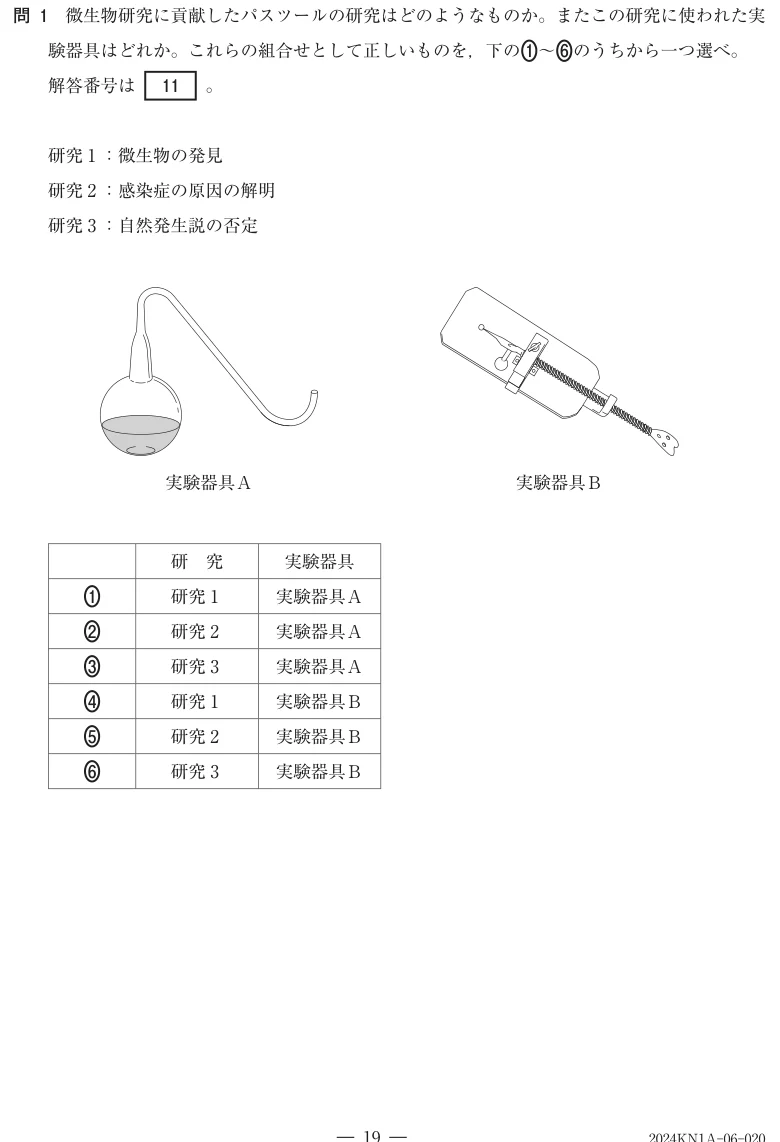 問 1 微生物研究に貢献したパスツールの研究はどのようなものか。またこの研究に使われた実
験器具はどれか。これらの組合せとして正しいものを，下の①～⑥のうちから一つ選べ。
解答番号は 11 。
研究 1 ：微生物の発見
研究 2 ：感染症の原因の解明
研究 3 ：自然発生説の否定
実験器具A 実験器具B
研 究 実験器具
① 研究 1 実験器具A
② 研究 2 実験器具A
③ 研究 3 実験器具A
④ 研究 1 実験器具B
⑤ 研究 2 実験器具B
⑥ 研究 3 実験器具B
― 19 ― 2024KN1A-06-020